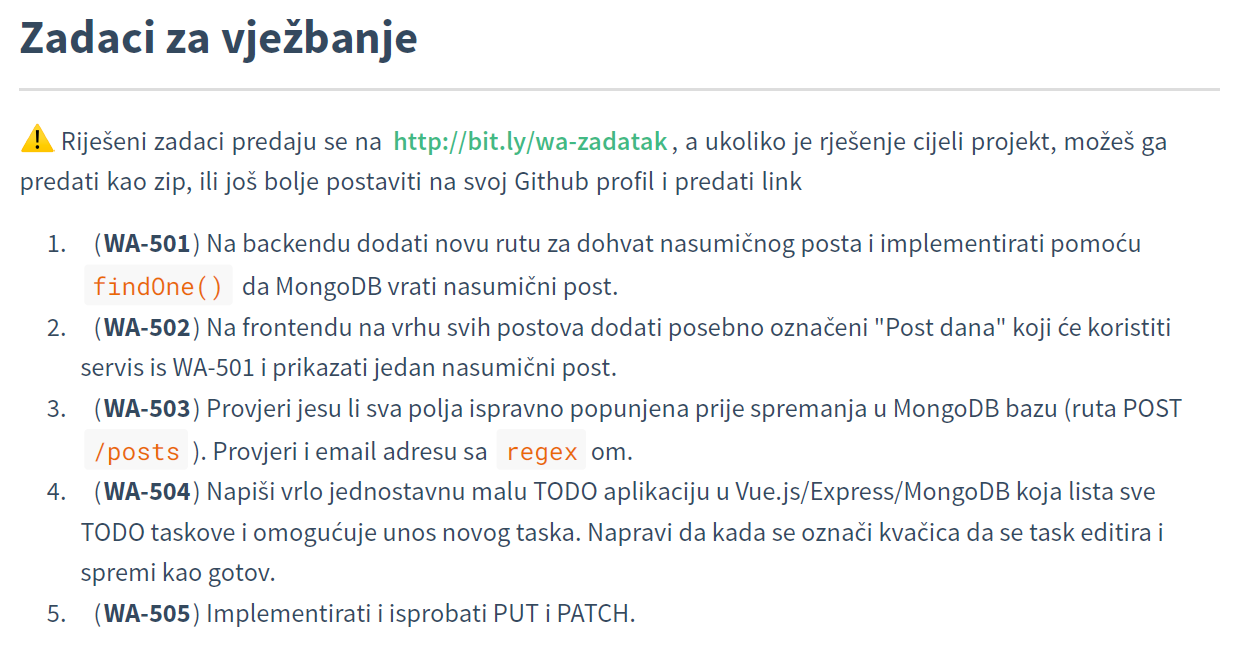 Zadaci za vježbanje
Riješeni zadaci predaju se na http://bit.ly/wa-zadatak, a ukoliko je rješenje cijeli projekt, možeš ga
predati kao zip, ili još bolje postaviti na svoj Github profil i predati link
1. (WA-501) Na backendu dodati novu rutu za dohvat nasumičnog posta i implementirati pomoću
findOne() da MongoDB vrati nasumični post.
2. (WA-502) Na frontendu na vrhu svih postova dodati posebno označeni "Post dana" koji će koristiti
servis is WA-501 i prikazati jedan nasumični post.
3. (WA-503) Provjeri jesu li sva polja ispravno popunjena prije spremanja u MongoDB bazu (ruta POST
/posts ). Provjeri i email adresu sa regex om.
4. (WA-504) Napiši vrlo jednostavnu malu TODO aplikaciju u Vue.js/Express/MongoDB koja lista sve
TODO taskove i omogućuje unos novog taska. Napravi da kada se označi kvačica da se task editira i
spremi kao gotov.
5. (WA-505) Implementirati i isprobati PUT i PATCH.